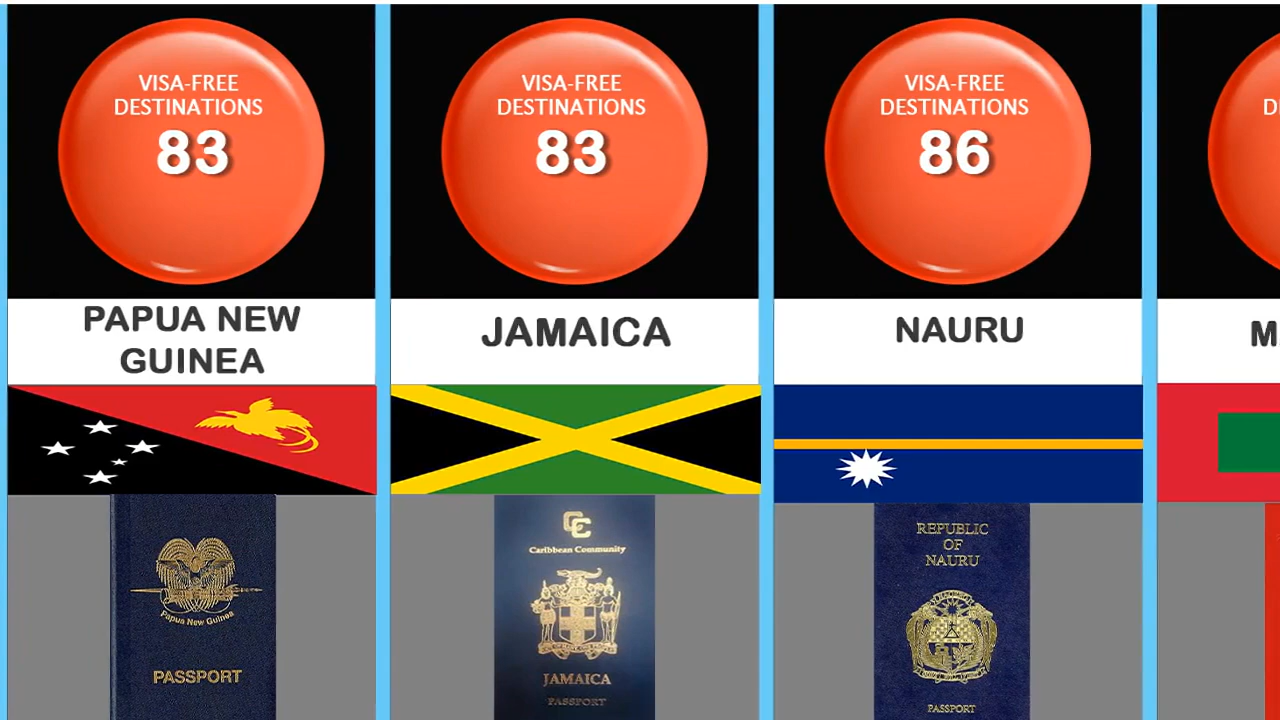 VISA-FREE
DESTINATIONS
83
PAPUA NEW
GUINEA
Papua New Guinea
PASSPORT
VISA-FREE
DESTINATIONS
83
JAMAICA
Caribbean Community
JAMAICA
PASSPORT
VISA-FREE
DESTINATIONS
86
NAURU
REPUBLIC
OF
NAURU
PASSPORT
D
M